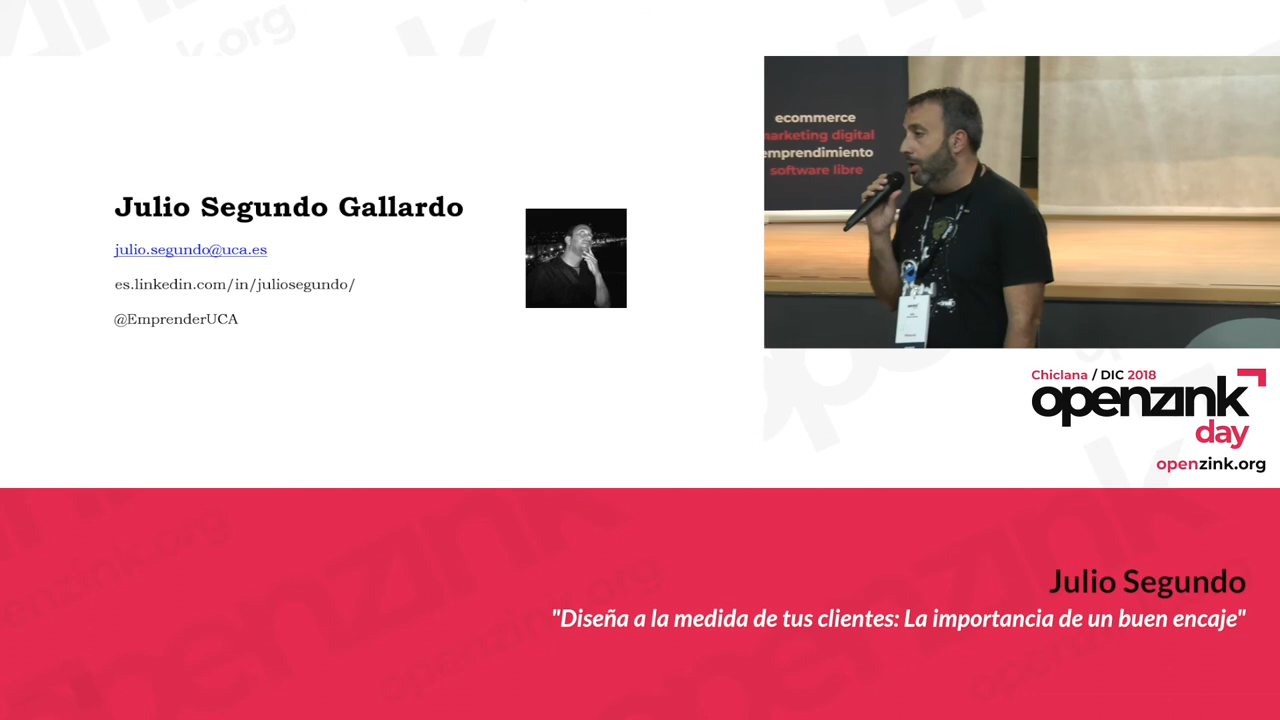 Julio Segundo Gallardo
julio.segundo@uca.es
es.linkedin.com/in/juliosegundo/
@EmprenderUCA
ecommerce
marketing digital
emprendimiento
software libre
Chiclana / DIC 2018
openzink
day
openzink.org
Julio Segundo
"Diseña a la medida de tus clientes: La importancia de un buen encaje"